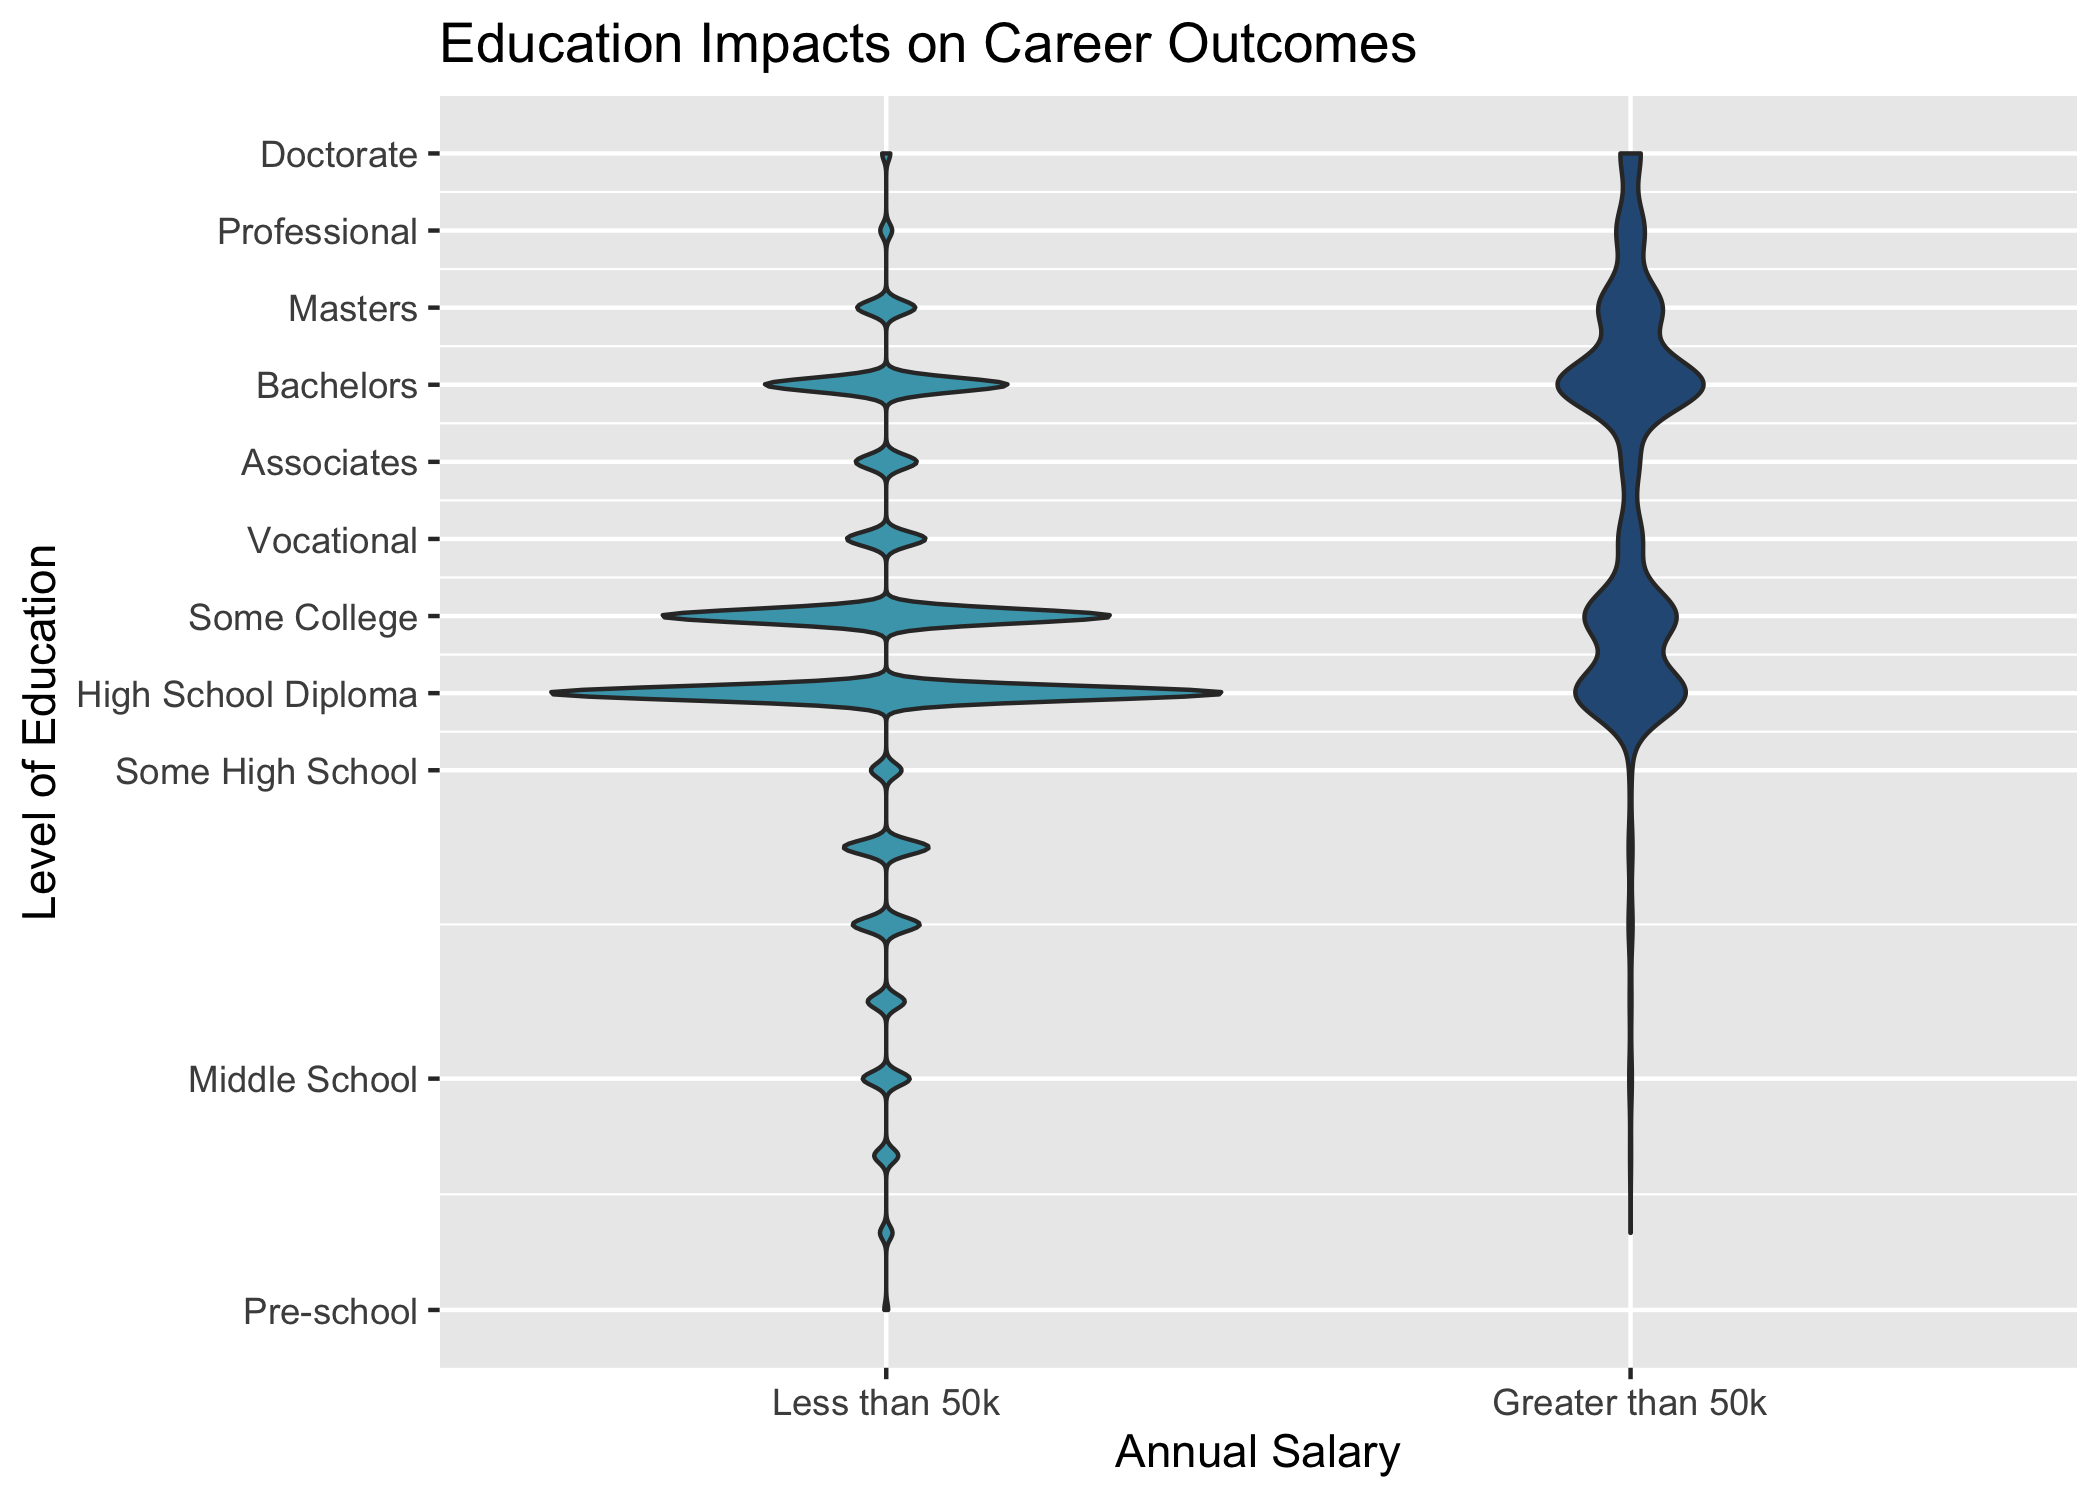 Education Impacts on Career Outcomes
Level of Education
Doctorate
Professional
Masters
Bachelors
Associates
Vocational
Some College
High School Diploma
Some High School
Middle School
Pre-school
Less than 50k
Greater than 50k
Annual Salary